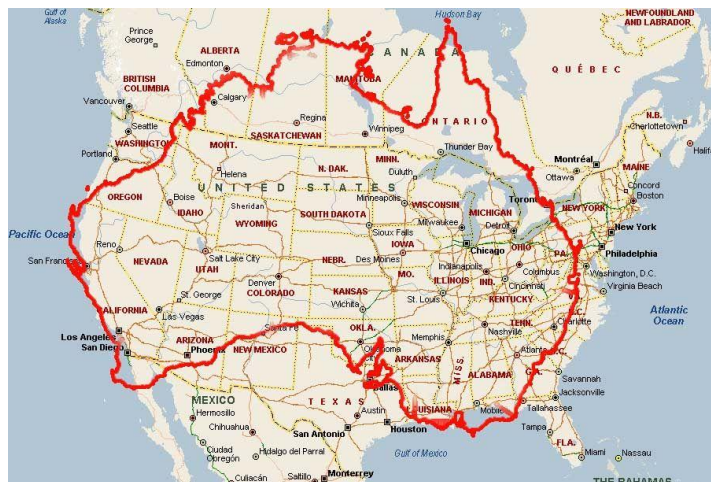 Gulf of
Alaska
Hudson Bay
NEWFOUNDLAND
AND LABRADOR
Prince
George
ALBERTA
Edmonton
BRITISH
COLUMBIA
C A N A D A
MANITOBA
QUÉBEC
Calgary
Vancouver
Seattle
Regina
SASKATCHEWAN
Winnipeg
ONTARIO
N.B.
Charlottetown
WASHINGTON
Portland
MONT.
Helena
N. DAK.
MINN.
Thunder Bay
Duluth
Montréal
Ottawa
MAINE
Halif
OREGON
Boise
IDAHO
UNITED STATES
Sheridan
WYOMING
SOUTH DAKOTA
Minneapolis
WISCONSIN
Milwaukee
MICHIGAN
Detroit
Toronto
NEW YORK
Concord
Boston
New York
Pacific Ocean
Reno
San Francisco
NEVADA
UTAH
Salt Lake City
Sioux Falls
IOWA
Des Moines
NEBR.
Chicago
OHIO
PA.
Philadelphia
Indianapolis
IND.
Columbus
Washington, D.C.
Denver
COLORADO
KANSAS
Wichita
MO.
St. Louis
ILLINOIS
Cincinnati
KENTUCKY
Virginia Beach
Atlantic
Ocean
CALIFORNIA
St. George
Las Vegas
Los Angeles
San Diego
ARIZONA
Phoenix
Santa Fe
NEW MEXICO
OKLA.
Oklahoma
City
ARKANSAS
Memphis
Nashville
TENN.
Charlotte
.C.
MISS.
ALABAMA
Atlanta
GA.
Savannah
Jacksonville
Dallas
TEXAS
UISIANA
Mobile
Tallahassee
MEXICO
Hermosillo
Chihuahua
Austin
San Antonio
Houston
Tampa
FLA.
Ciudad
Obregón
Hidalgo del Parral
Gulf of Mexico
Miami
Nassau
Culiacán
Saltillo
Monterrey
THE BAHAMAS